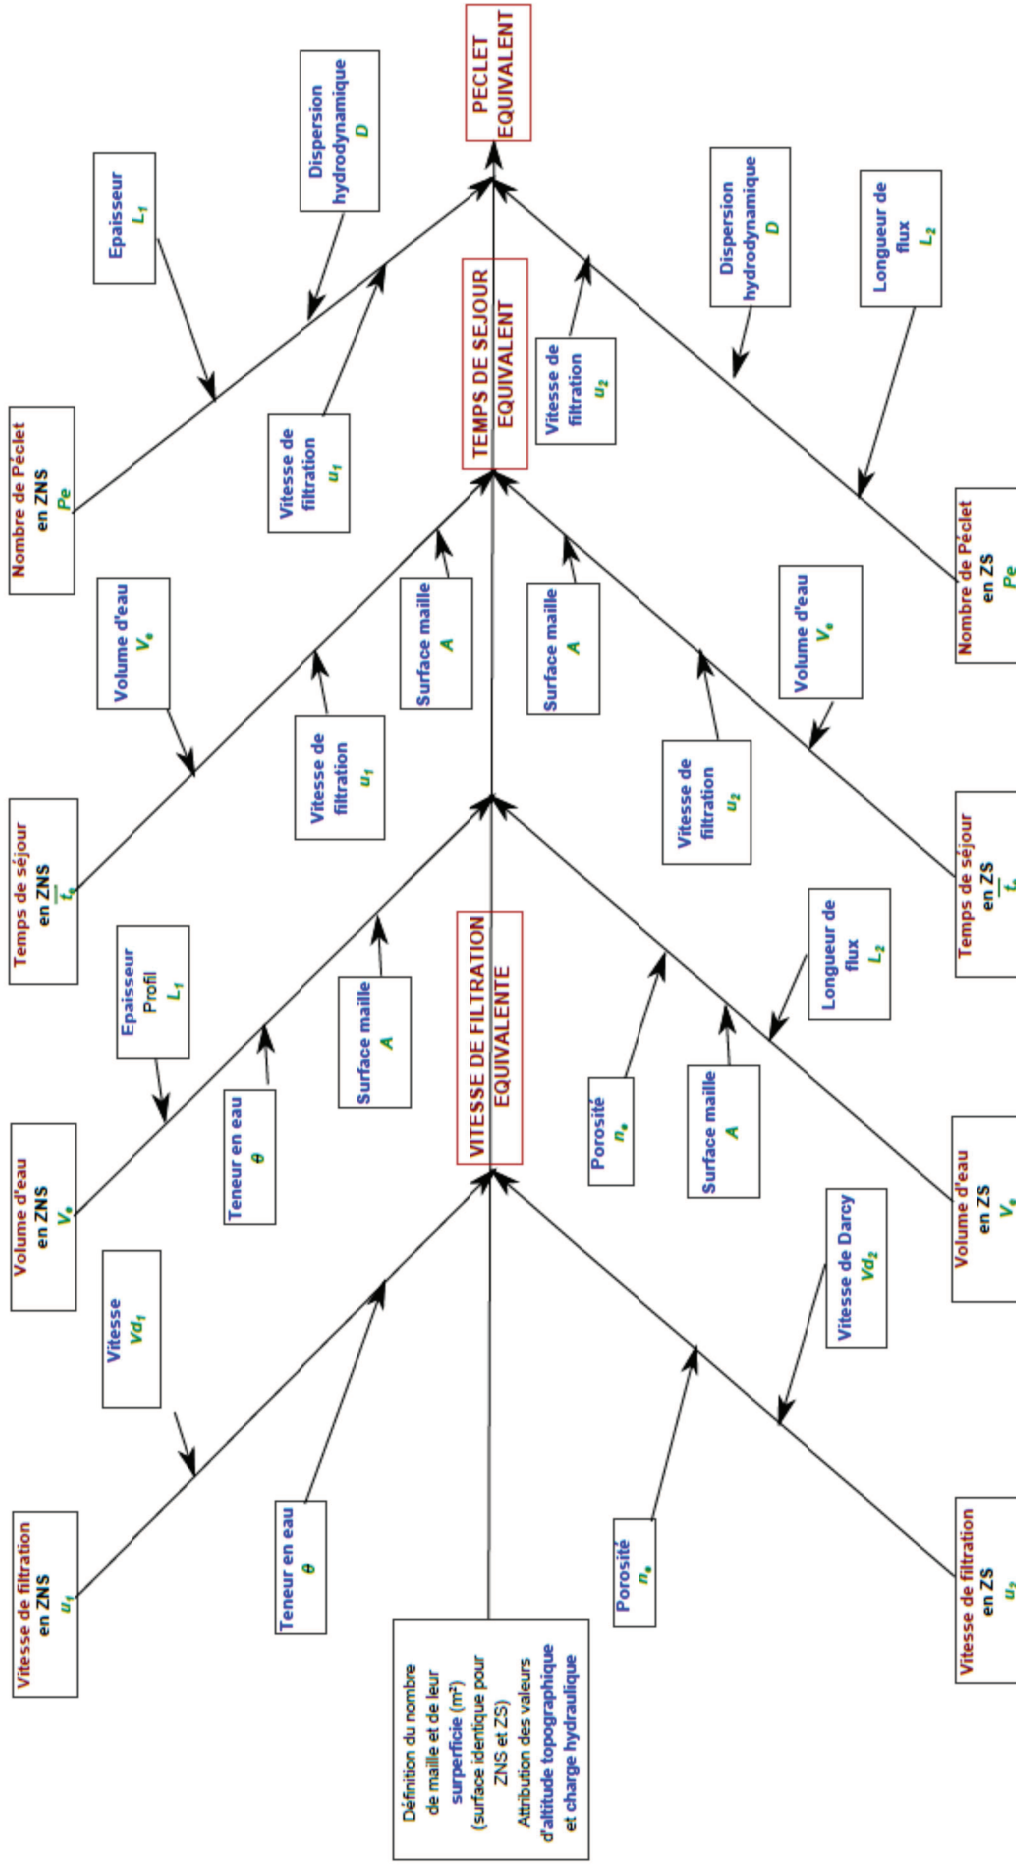 Vitesse de filtration
en ZNS
u₁
Volume d'eau
en ZNS
Vₑ
Temps de séjour
en ZNS
tₑ
Nombre de Péclet
en ZNS
Pe
Vitesse
Vd₁
Epaisseur
Profil
L₁
Volume d'eau
Vₑ
Epaisseur
L₁
Teneur en eau
θ
Teneur en eau
θ
Vitesse de
filtration
u₁
Vitesse de
filtration
u₁
Dispersion
hydrodynamique
D
Surface maille
A
Surface maille
A
Définition du nombre
de maille et de leur
surperficie (m²)
(surface identique pour
ZNS et ZS)
Attribution des valeurs
d'altitude topographique
et charge hydraulique
VITESSE DE FILTRATION
EQUIVALENTE
TEMPS DE SEJOUR
EQUIVALENT
PECLET
EQUIVALENT
Surface maille
A
Vitesse de
filtration
u₂
Porosité
nₑ
Porosité
nₑ
Surface maille
A
Vitesse de
filtration
u₂
Dispersion
hydrodynamique
D
Vitesse de Darcy
Vd₂
Longueur de
flux
L₂
Volume d'eau
Vₑ
Longueur de
flux
L₂
Vitesse de filtration
en ZS
u₂
Volume d'eau
en ZS
Vₑ
Temps de séjour
en ZS
tₑ
Nombre de Péclet
en ZS
Pe